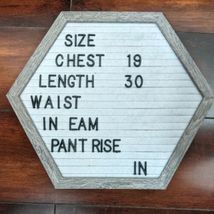 SIZE
CHEST 19
LENGTH 30
WAIST
IN EAM
PANT RISE
IN